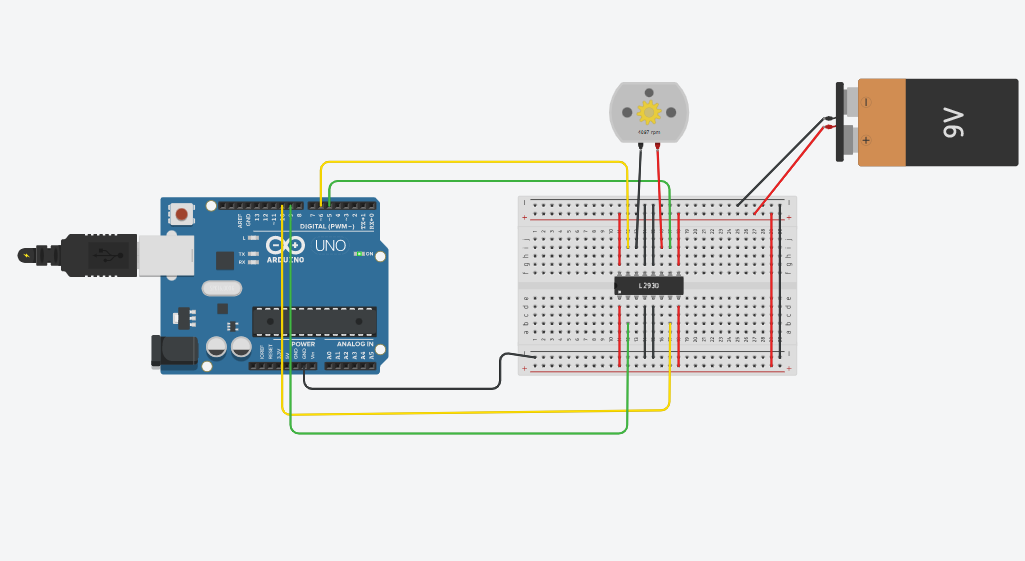 9V
−
+
4687 rpm
AREF
GND
13
12
~11
~10
~9
8
7
~6
~5
4
~3
2
TX→1
RX←0
DIGITAL (PWM~)
L
TX
RX
UNO
ARDUINO
ON
L293D
POWER
ANALOG IN
IOREF
RESET
3.3V
5V
GND
GND
Vin
A0
A1
A2
A3
A4
A5